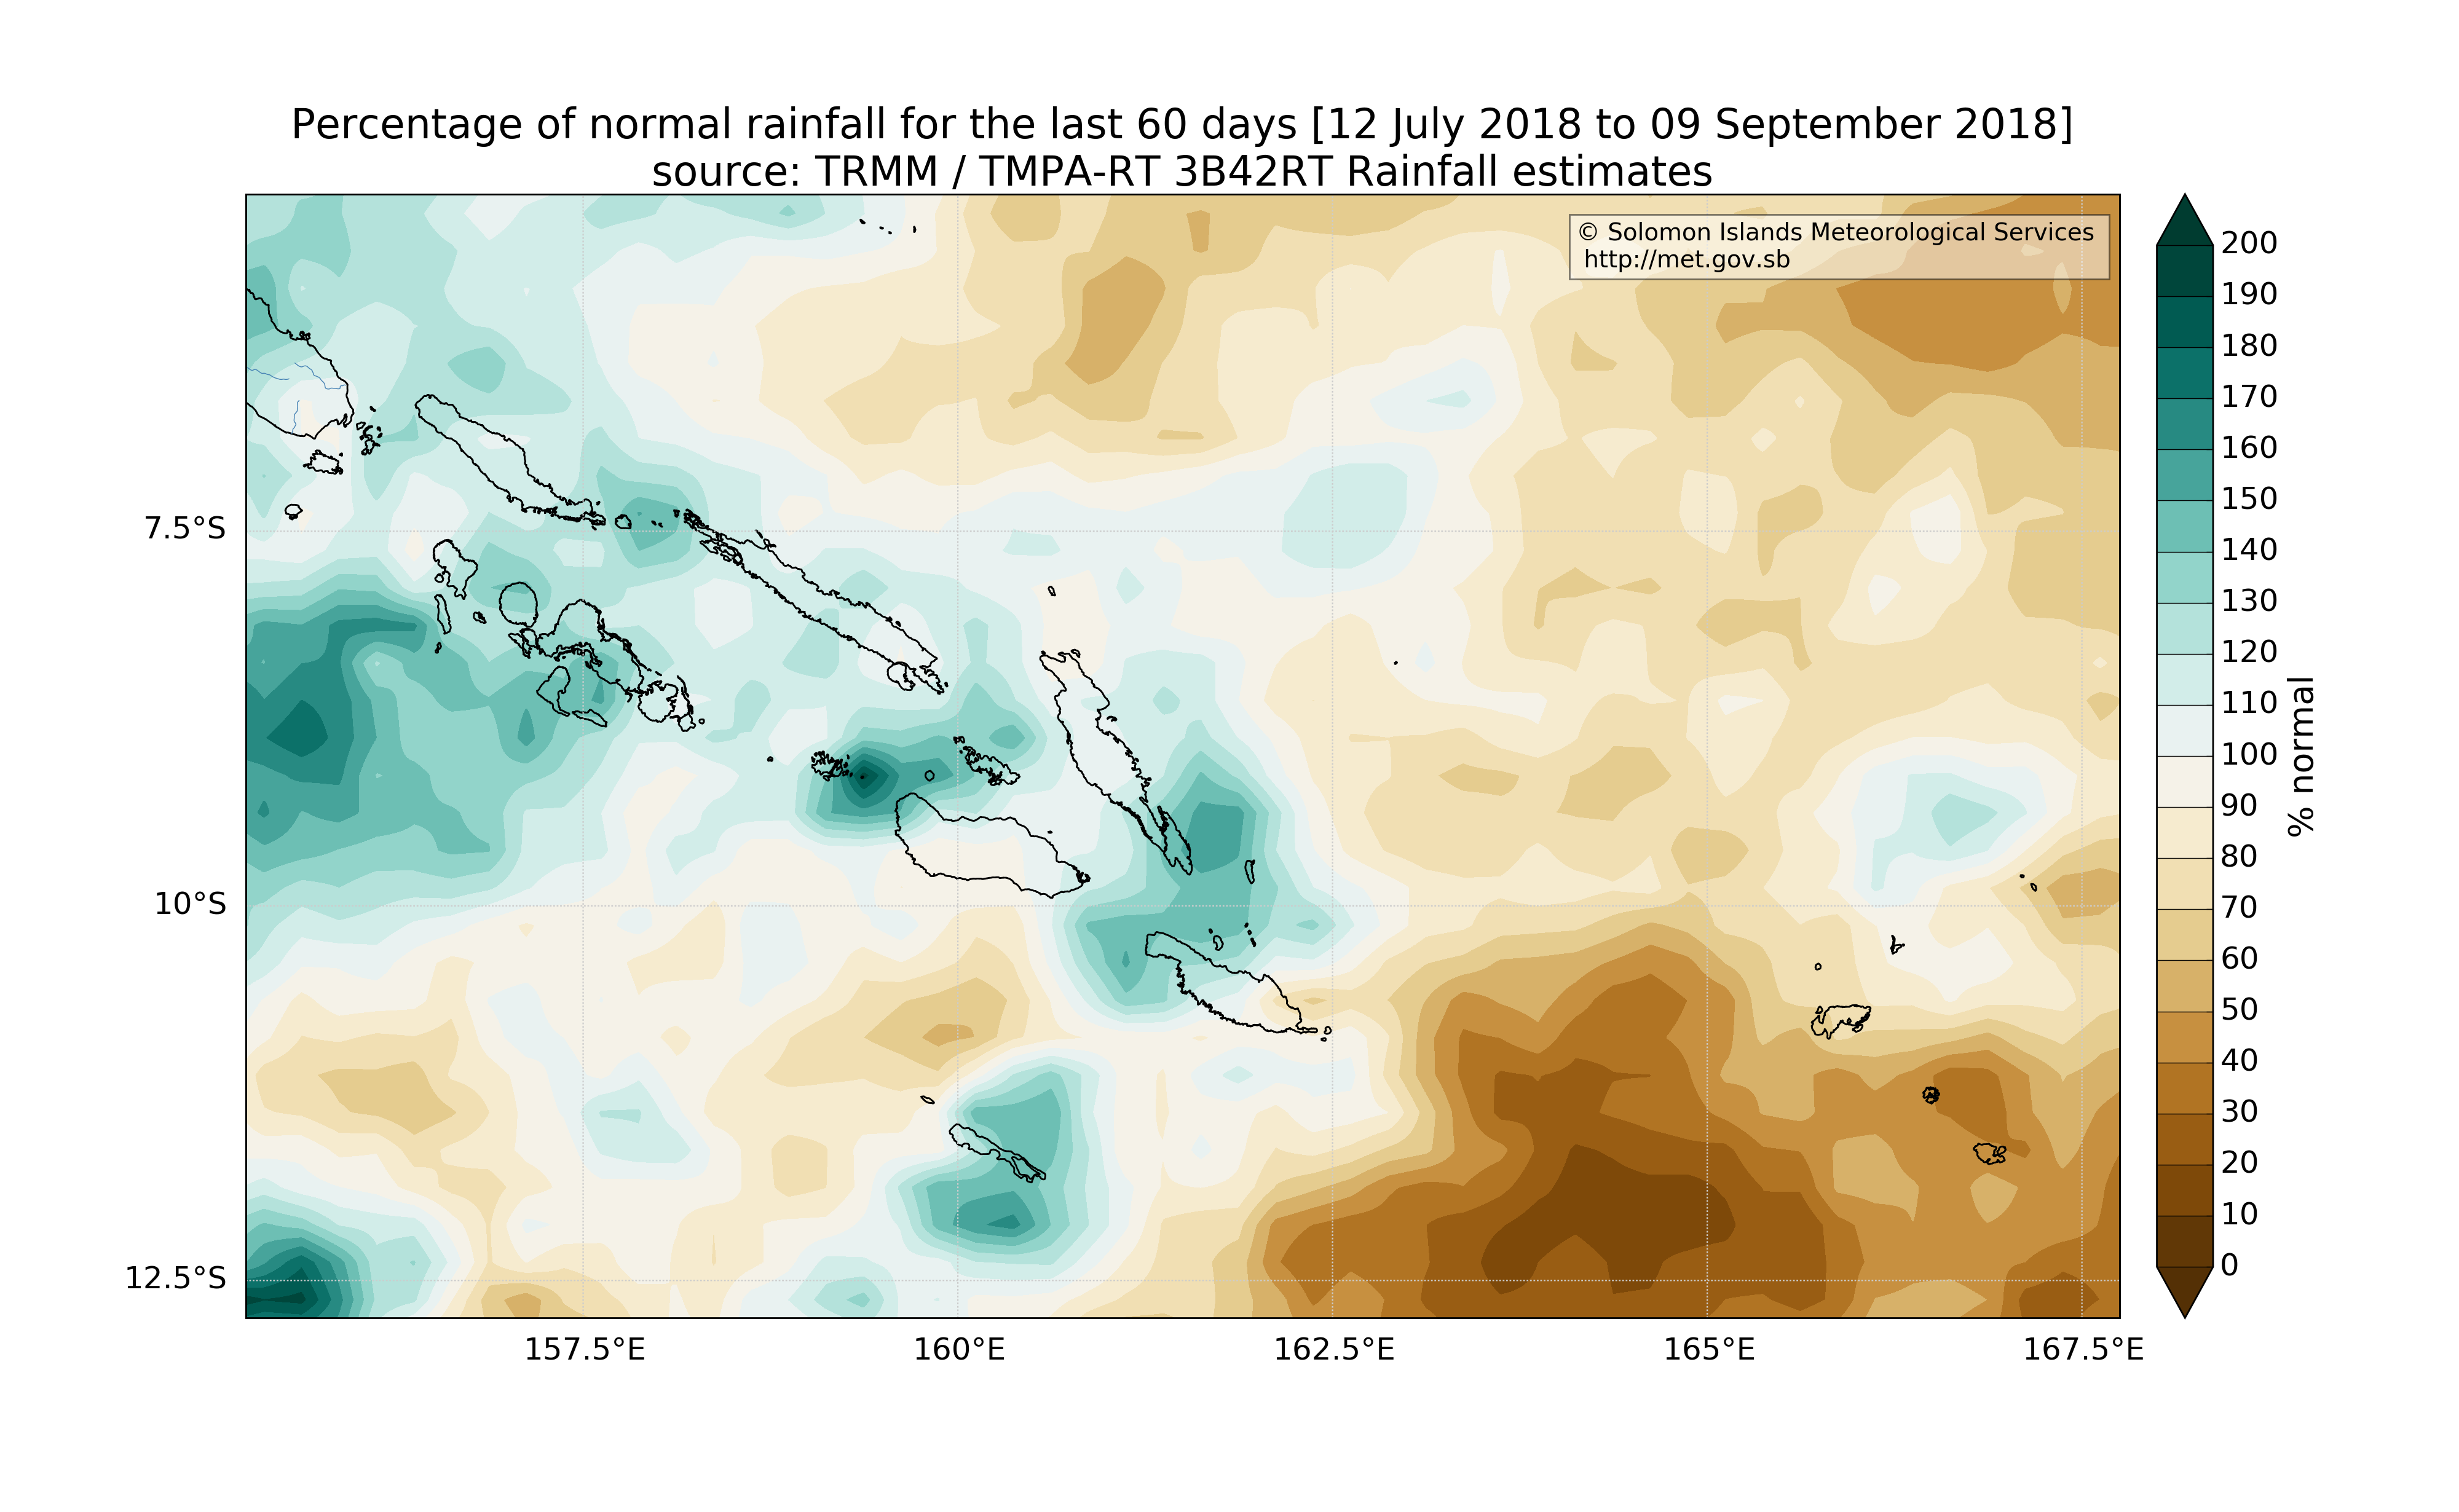 Percentage of normal rainfall for the last 60 days [12 July 2018 to 09 September 2018]
source: TRMM / TMPA-RT 3B42RT Rainfall estimates
© Solomon Islands Meteorological Services
http://met.gov.sb
7.5°S
10°S
12.5°S
157.5°E
160°E
162.5°E
165°E
167.5°E
200
190
180
170
160
150
140
130
120
110
100
90
80
70
60
50
40
30
20
10
0
% normal